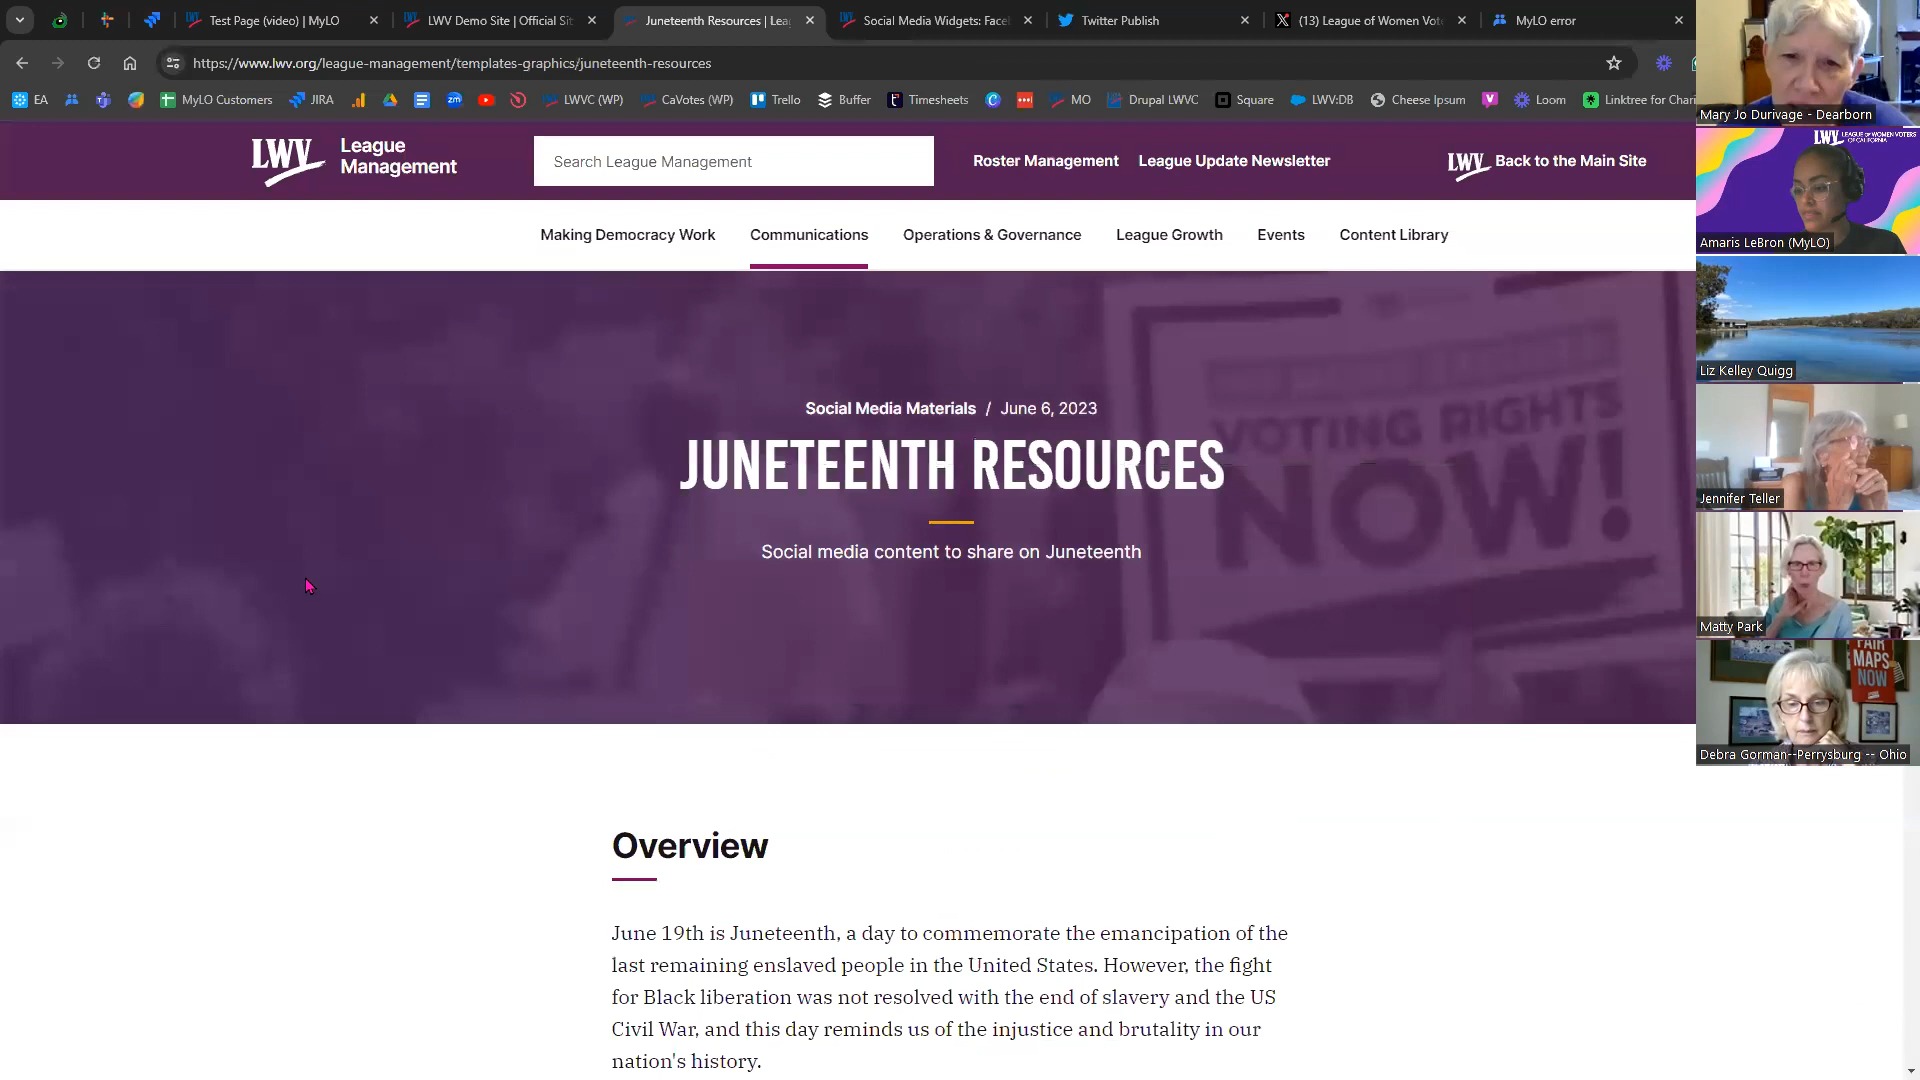 Test Page (video) | MyLO
LWV Demo Site | Official Sit
Juneteenth Resources | Lea
Social Media Widgets: Face
Twitter Publish
(13) League of Women Vot
MyLO error
https://www.lwv.org/league-management/templates-graphics/juneteenth-resources
EA
MyLO Customers
JIRA
LWVC (WP)
CaVotes (WP)
Trello
Buffer
Timesheets
MO
Drupal LWVC
Square
LWV:DB
Cheese Ipsum
Loom
Linktree for Chari
LWV
League
Management
Search League Management
Roster Management
League Update Newsletter
LWV Back to the Main Site
Making Democracy Work
Communications
Operations & Governance
League Growth
Events
Content Library
Social Media Materials / June 6, 2023
JUNETEENTH RESOURCES
Social media content to share on Juneteenth
VOTING RIGHTS
NOW!
Overview
June 19th is Juneteenth, a day to commemorate the emancipation of the
last remaining enslaved people in the United States. However, the fight
for Black liberation was not resolved with the end of slavery and the US
Civil War, and this day reminds us of the injustice and brutality in our
nation's history.
Mary Jo Durivage - Dearborn
LWV LEAGUE OF WOMEN VOTERS
OF CALIFORNIA
Amaris LeBron (MyLO)
Liz Kelley Quigg
Jennifer Teller
Matty Park
FAIR
MAPS
NOW
Debra Gorman--Perrysburg -- Ohio